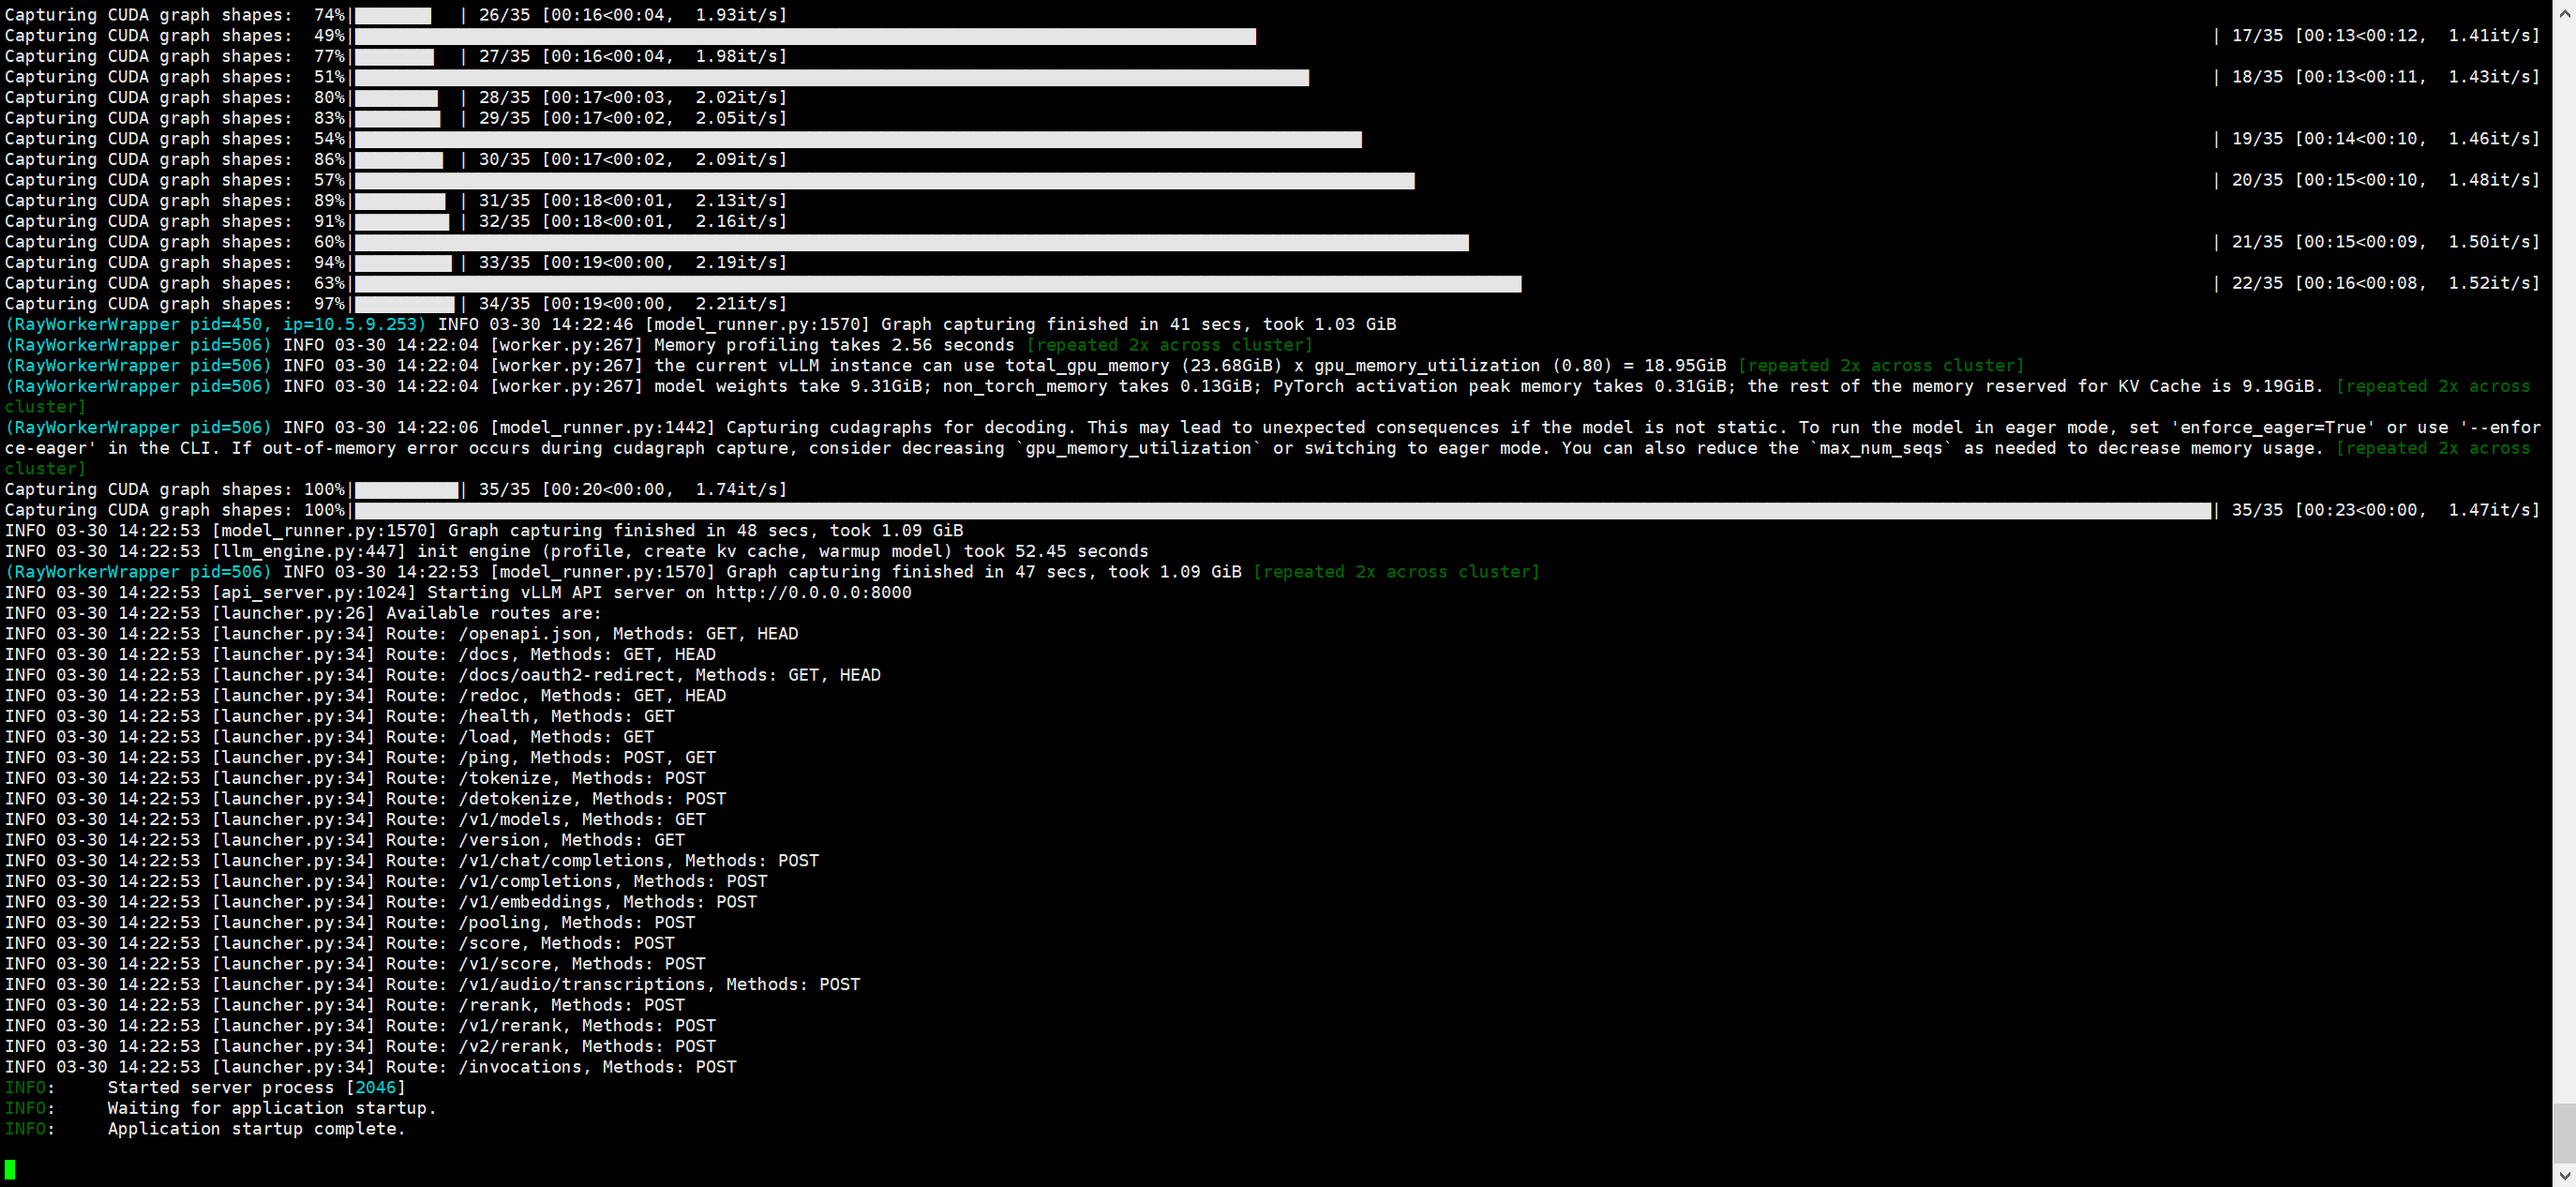 Capturing CUDA graph shapes:  74%|███████▍  | 26/35 [00:16<00:04,  1.93it/s]
Capturing CUDA graph shapes:  49%| | 17/35 [00:13<00:12,  1.41it/s]
Capturing CUDA graph shapes:  77%| | 27/35 [00:16<00:04,  1.98it/s]
Capturing CUDA graph shapes:  51%| | 18/35 [00:13<00:11,  1.43it/s]
Capturing CUDA graph shapes:  80%| | 28/35 [00:17<00:03,  2.02it/s]
Capturing CUDA graph shapes:  83%| | 29/35 [00:17<00:02,  2.05it/s]
Capturing CUDA graph shapes:  54%| | 19/35 [00:14<00:10,  1.46it/s]
Capturing CUDA graph shapes:  86%| | 30/35 [00:17<00:02,  2.09it/s]
Capturing CUDA graph shapes:  57%| | 20/35 [00:15<00:10,  1.48it/s]
Capturing CUDA graph shapes:  89%| | 31/35 [00:18<00:01,  2.13it/s]
Capturing CUDA graph shapes:  91%| | 32/35 [00:18<00:01,  2.16it/s]
Capturing CUDA graph shapes:  60%| | 21/35 [00:15<00:09,  1.50it/s]
Capturing CUDA graph shapes:  94%| | 33/35 [00:19<00:00,  2.19it/s]
Capturing CUDA graph shapes:  63%| | 22/35 [00:16<00:08,  1.52it/s]
Capturing CUDA graph shapes:  97%| | 34/35 [00:19<00:00,  2.21it/s]
(RayWorkerWrapper pid=450, ip=10.5.9.253) INFO 03-30 14:22:46 [model_runner.py:1570] Graph capturing finished in 41 secs, took 1.03 GiB
(RayWorkerWrapper pid=506) INFO 03-30 14:22:04 [worker.py:267] Memory profiling takes 2.56 seconds [repeated 2x across cluster]
(RayWorkerWrapper pid=506) INFO 03-30 14:22:04 [worker.py:267] the current vLLM instance can use total_gpu_memory (23.68GiB) x gpu_memory_utilization (0.80) = 18.95GiB [repeated 2x across cluster]
(RayWorkerWrapper pid=506) INFO 03-30 14:22:04 [worker.py:267] model weights take 9.31GiB; non_torch_memory takes 0.13GiB; PyTorch activation peak memory takes 0.31GiB; the rest of the memory reserved for KV Cache is 9.19GiB. [repeated 2x across
cluster]
(RayWorkerWrapper pid=506) INFO 03-30 14:22:06 [model_runner.py:1442] Capturing cudagraphs for decoding. This may lead to unexpected consequences if the model is not static. To run the model in eager mode, set 'enforce_eager=True' or use '--enfor
ce-eager' in the CLI. If out-of-memory error occurs during cudagraph capture, consider decreasing `gpu_memory_utilization` or switching to eager mode. You can also reduce the `max_num_seqs` as needed to decrease memory usage. [repeated 2x across
cluster]
Capturing CUDA graph shapes: 100%| | 35/35 [00:20<00:00,  1.74it/s]
Capturing CUDA graph shapes: 100%| | 35/35 [00:23<00:00,  1.47it/s]
INFO 03-30 14:22:53 [model_runner.py:1570] Graph capturing finished in 48 secs, took 1.09 GiB
INFO 03-30 14:22:53 [llm_engine.py:447] init engine (profile, create kv cache, warmup model) took 52.45 seconds
(RayWorkerWrapper pid=506) INFO 03-30 14:22:53 [model_runner.py:1570] Graph capturing finished in 47 secs, took 1.09 GiB [repeated 2x across cluster]
INFO 03-30 14:22:53 [api_server.py:1024] Starting vLLM API server on http://0.0.0.0:8000
INFO 03-30 14:22:53 [launcher.py:26] Available routes are:
INFO 03-30 14:22:53 [launcher.py:34] Route: /openapi.json, Methods: GET, HEAD
INFO 03-30 14:22:53 [launcher.py:34] Route: /docs, Methods: GET, HEAD
INFO 03-30 14:22:53 [launcher.py:34] Route: /docs/oauth2-redirect, Methods: GET, HEAD
INFO 03-30 14:22:53 [launcher.py:34] Route: /redoc, Methods: GET, HEAD
INFO 03-30 14:22:53 [launcher.py:34] Route: /health, Methods: GET
INFO 03-30 14:22:53 [launcher.py:34] Route: /load, Methods: GET
INFO 03-30 14:22:53 [launcher.py:34] Route: /ping, Methods: POST, GET
INFO 03-30 14:22:53 [launcher.py:34] Route: /tokenize, Methods: POST
INFO 03-30 14:22:53 [launcher.py:34] Route: /detokenize, Methods: POST
INFO 03-30 14:22:53 [launcher.py:34] Route: /v1/models, Methods: GET
INFO 03-30 14:22:53 [launcher.py:34] Route: /version, Methods: GET
INFO 03-30 14:22:53 [launcher.py:34] Route: /v1/chat/completions, Methods: POST
INFO 03-30 14:22:53 [launcher.py:34] Route: /v1/completions, Methods: POST
INFO 03-30 14:22:53 [launcher.py:34] Route: /v1/embeddings, Methods: POST
INFO 03-30 14:22:53 [launcher.py:34] Route: /pooling, Methods: POST
INFO 03-30 14:22:53 [launcher.py:34] Route: /score, Methods: POST
INFO 03-30 14:22:53 [launcher.py:34] Route: /v1/score, Methods: POST
INFO 03-30 14:22:53 [launcher.py:34] Route: /v1/audio/transcriptions, Methods: POST
INFO 03-30 14:22:53 [launcher.py:34] Route: /rerank, Methods: POST
INFO 03-30 14:22:53 [launcher.py:34] Route: /v1/rerank, Methods: POST
INFO 03-30 14:22:53 [launcher.py:34] Route: /v2/rerank, Methods: POST
INFO 03-30 14:22:53 [launcher.py:34] Route: /invocations, Methods: POST
INFO:     Started server process [2046]
INFO:     Waiting for application startup.
INFO:     Application startup complete.